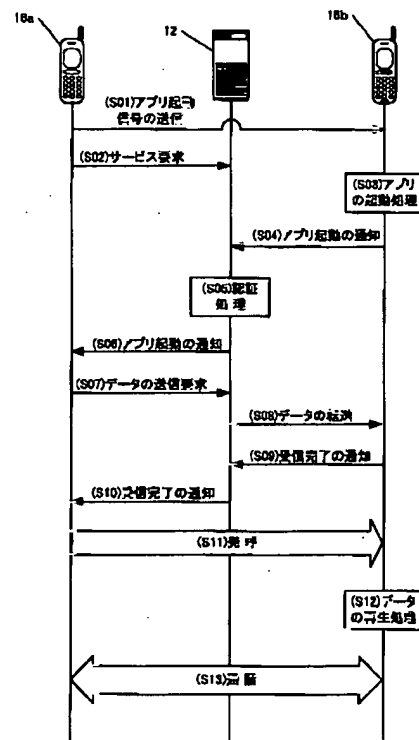 16a
12
16b
(S01)アプリ起動
信号の送信
(S02)サービス要求
(S03)アプリ
の起動処理
(S04)アプリ起動の通知
(S05)認証
処理
(S06)アプリ起動の通知
(S07)データの送信要求
(S08)データの転送
(S09)受信完了の通知
(S10)受信完了の通知
(S11)発呼
(S12)データ
の再生処理
(S13)通話